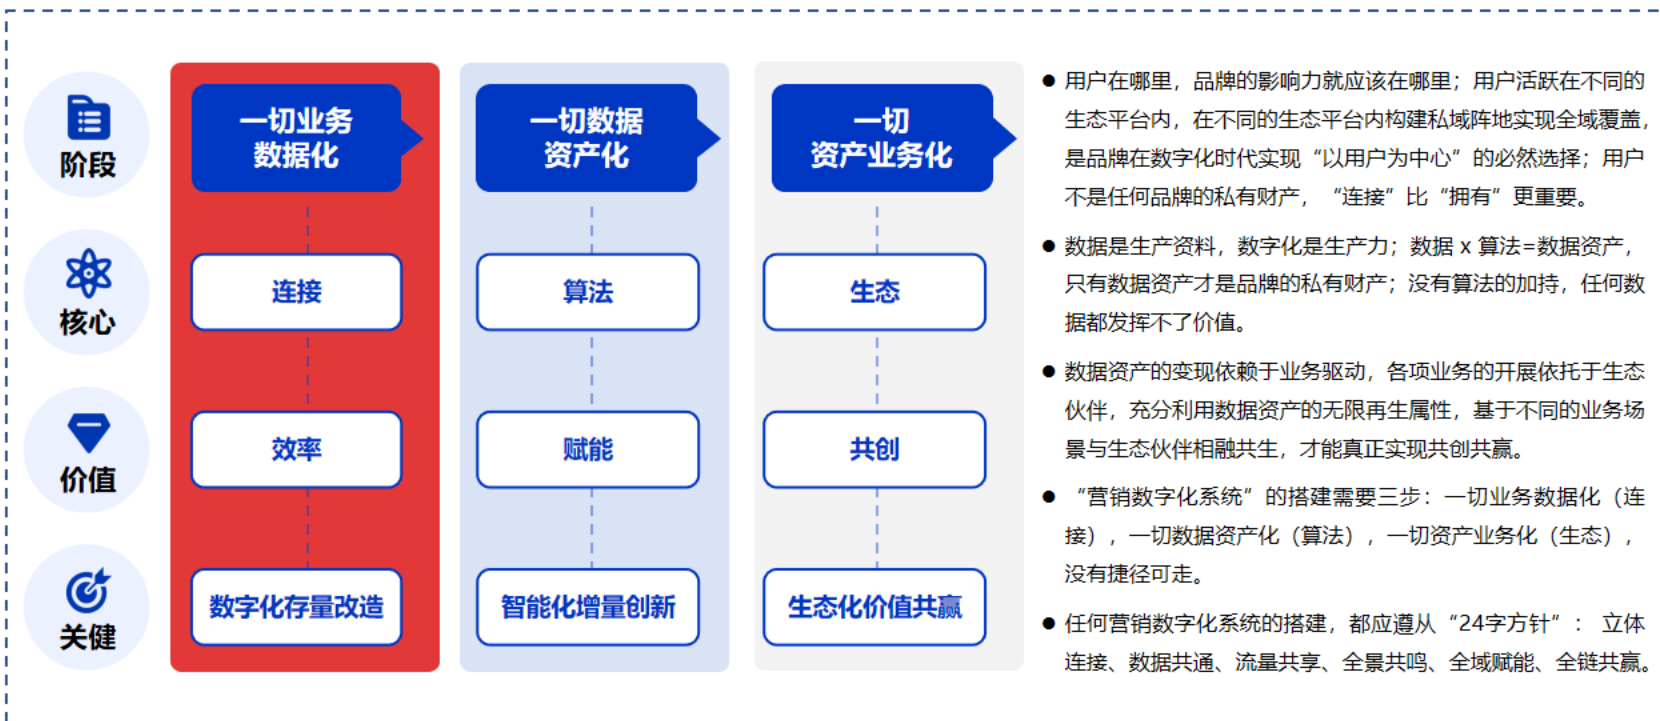 阶段
一切业务
数据化
一切数据
资产化
一切
资产业务化
核心
连接
算法
生态
价值
效率
赋能
共创
关健
数字化存量改造
智能化增量创新
生态化价值共赢
● 用户在哪里，品牌的影响力就应该在哪里；用户活跃在不同的
生态平台内，在不同的生态平台内构建私域阵地实现全域覆盖，
是品牌在数字化时代实现“以用户为中心”的必然选择；用户
不是任何品牌的私有财产，“连接”比“拥有”更重要。
● 数据是生产资料，数字化是生产力；数据 x 算法=数据资产，
只有数据资产才是品牌的私有财产；没有算法的加持，任何数
据都发挥不了价值。
● 数据资产的变现依赖于业务驱动，各项业务的开展依托于生态
伙伴，充分利用数据资产的无限再生属性，基于不同的业务场
景与生态伙伴相融共生，才能真正实现共创共赢。
● “营销数字化系统”的搭建需要三步：一切业务数据化（连
接），一切数据资产化（算法），一切资产业务化（生态），
没有捷径可走。
● 任何营销数字化系统的搭建，都应遵从“24字方针”： 立体
连接、数据共通、流量共享、全景共鸣、全域赋能、全链共赢。